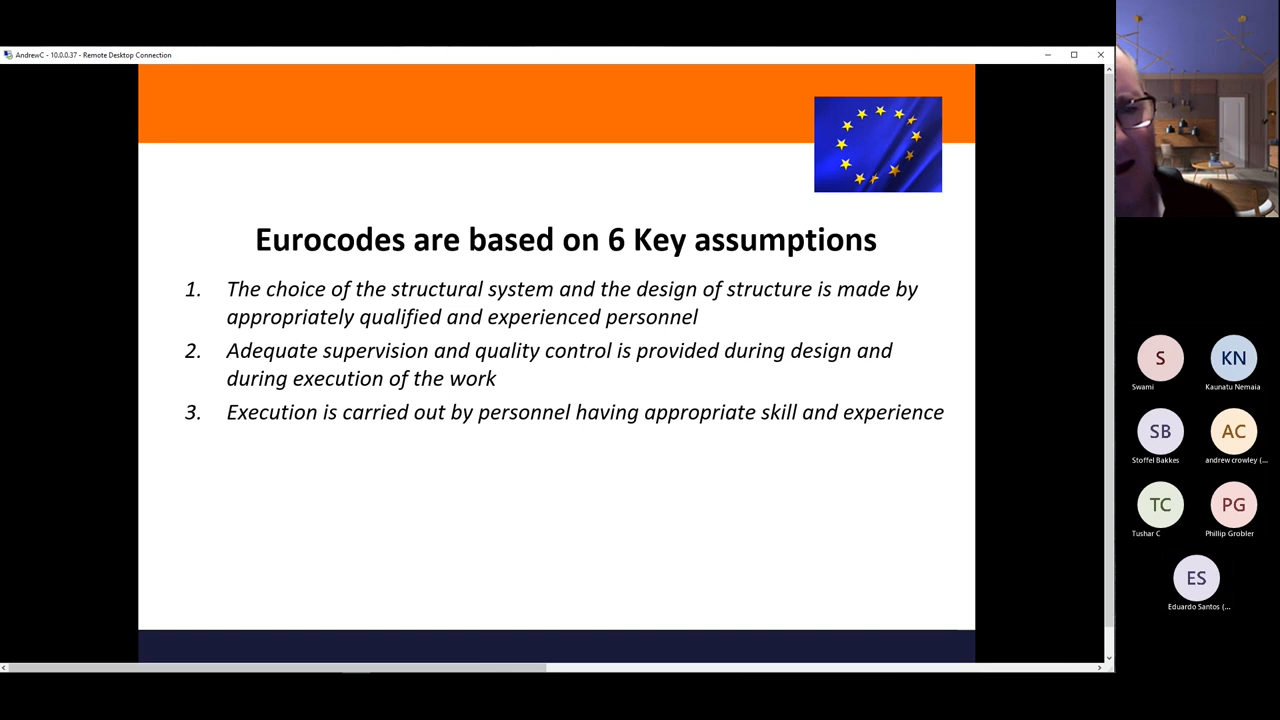 AndrewC - 10.0.0.37 - Remote Desktop Connection
Eurocodes are based on 6 Key assumptions
1. The choice of the structural system and the design of structure is made by
appropriately qualified and experienced personnel
2. Adequate supervision and quality control is provided during design and
during execution of the work
3. Execution is carried out by personnel having appropriate skill and experience
S
KN
Swami
Kaunatu Nemaia
SB
AC
Stoffel Bakkes
andrew crowley (...
TC
PG
Tushar C
Phillip Grobler
ES
Eduardo Santos (...